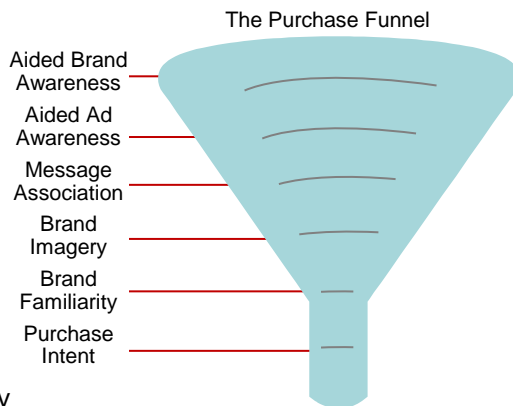 The Purchase Funnel
Aided Brand
Awareness
Aided Ad
Awareness
Message
Association
Brand
Imagery
Brand
Familiarity
Purchase
Intent